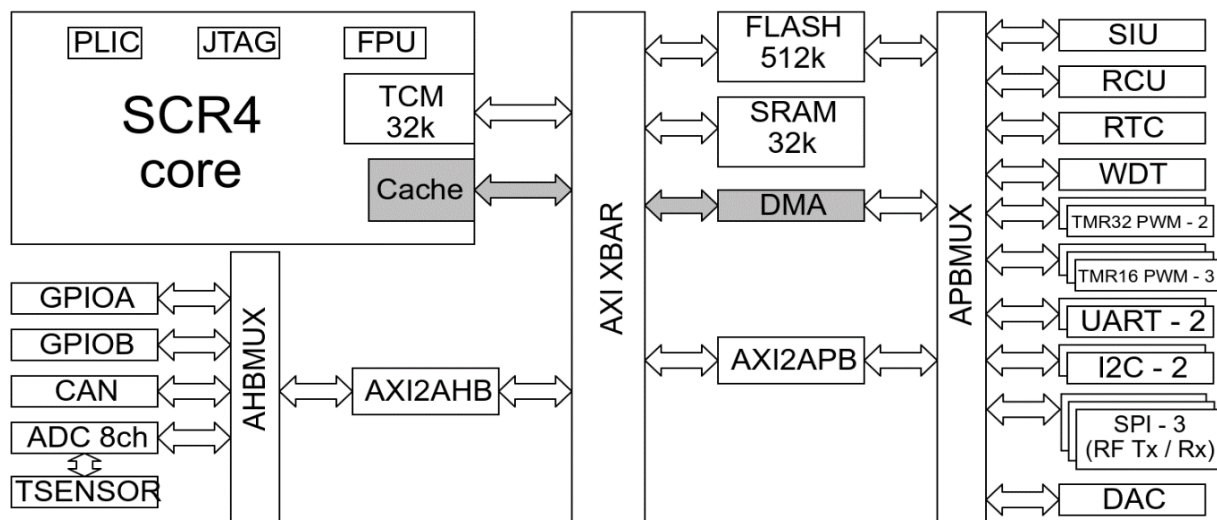 PLIC
JTAG
FPU
SCR4
core
TCM
32k
Cache
GPIOA
GPIOB
CAN
ADC 8ch
TSENSOR
AHBMUX
AXI2AHB
AXI XBAR
FLASH
512k
SRAM
32k
DMA
AXI2APB
APBMUX
SIU
RCU
RTC
WDT
TMR32 PWM - 2
TMR16 PWM - 3
UART - 2
I2C - 2
SPI - 3
(RF Tx / Rx)
DAC